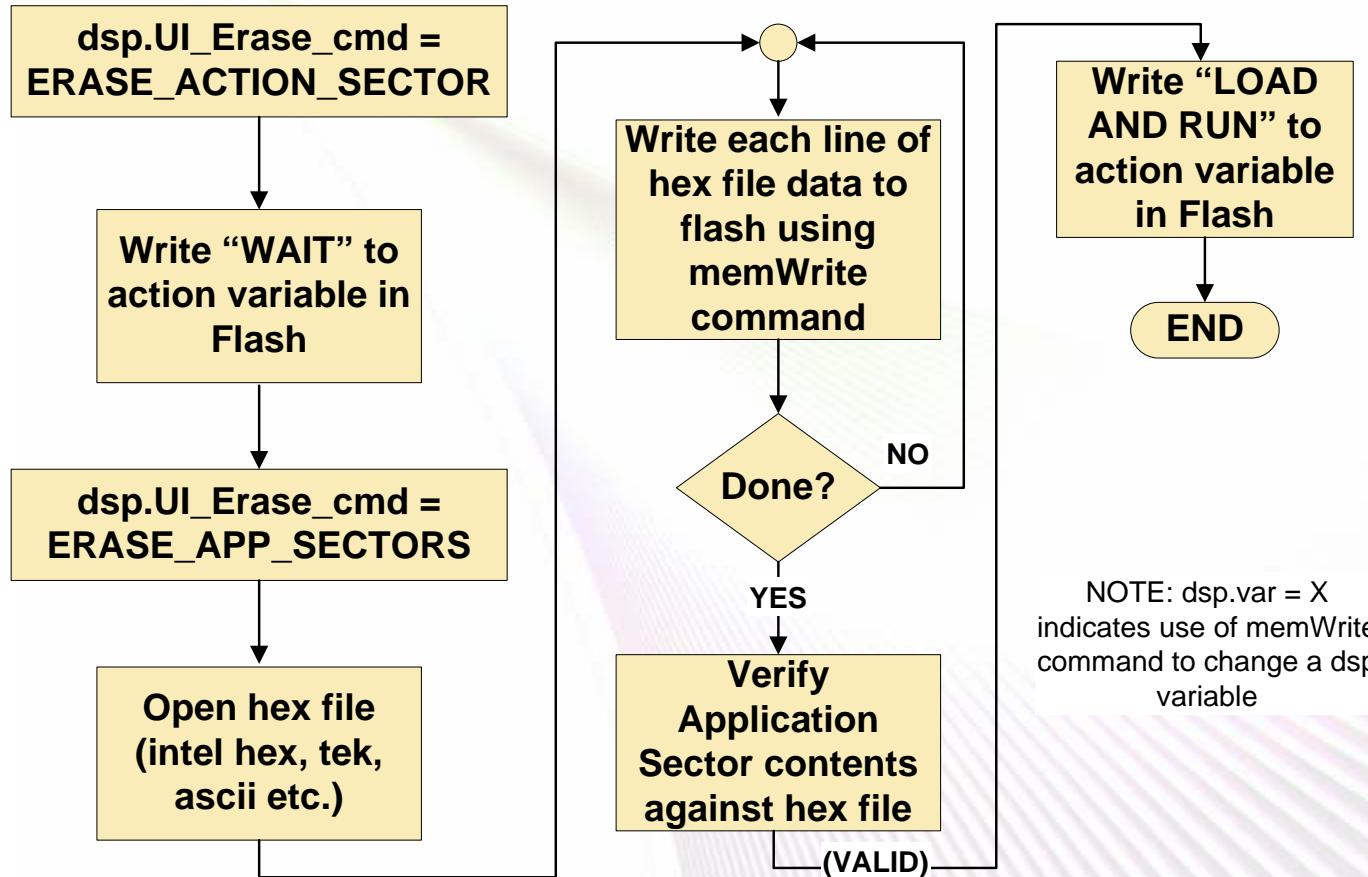 dsp.UI_Erase_cmd =
ERASE_ACTION_SECTOR
Write “WAIT” to
action variable in
Flash
dsp.UI_Erase_cmd =
ERASE_APP_SECTORS
Open hex file
(intel hex, tek,
ascii etc.)
Write each line of
hex file data to
flash using
memWrite
command
Done?
NO
YES
Verify
Application
Sector contents
against hex file
(VALID)
Write “LOAD
AND RUN” to
action variable
in Flash
END
NOTE: dsp.var = X
indicates use of memWrite
command to change a dsp
variable